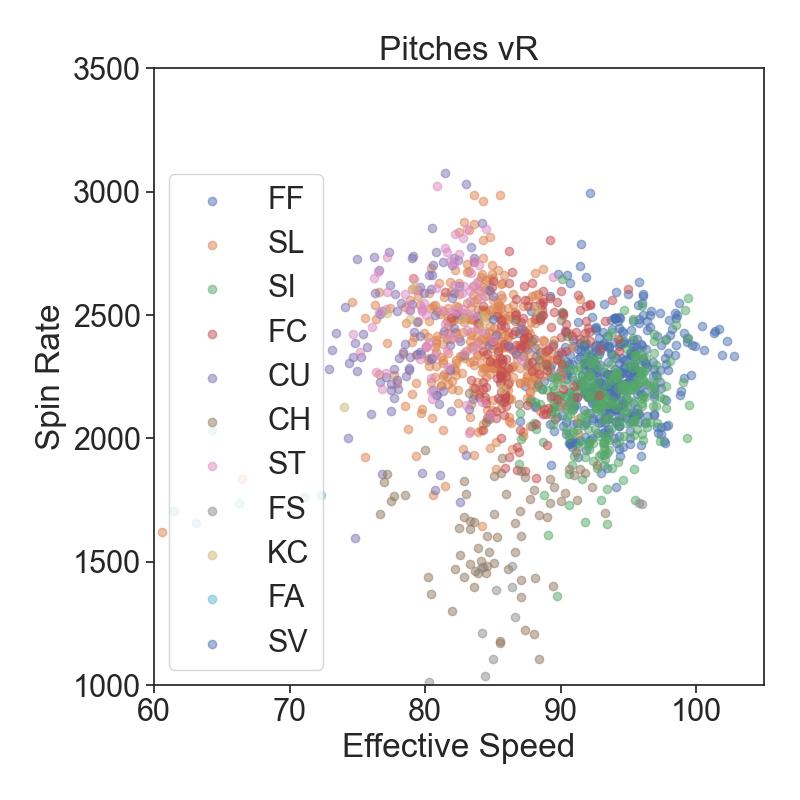 Pitches vR
3500
3000
2500
2000
1500
1000
Spin Rate
FF
SL
SI
FC
CU
CH
ST
FS
KC
FA
SV
60 70 80 90 100
Effective Speed